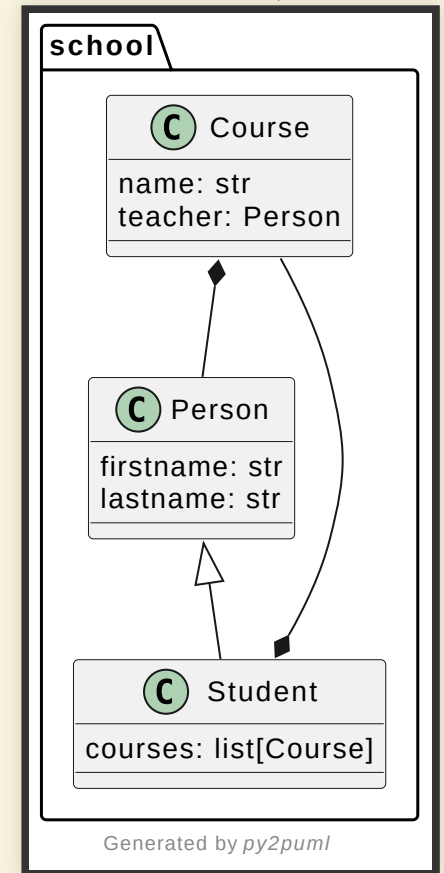 school
C Course
name: str
teacher: Person
C Person
firstname: str
lastname: str
C Student
courses: list[Course]
Generated by py2puml